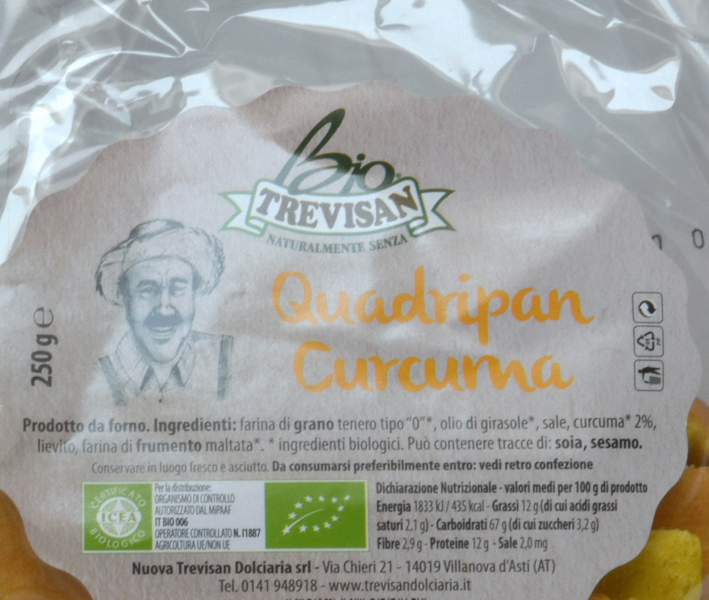 Bio
TREVISAN
NATURALMENTE SENZA
Quadripan
Curcuma
250 g e
Prodotto da forno. Ingredienti: farina di grano tenero tipo "0"*, olio di girasole*, sale, curcuma* 2%,
lievito, farina di frumento maltata*. * ingredienti biologici. Può contenere tracce di: soia, sesamo.
Conservare in luogo fresco e asciutto. Da consumarsi preferibilmente entro: vedi retro confezione
CERTIFICATO
ICEA
BIOLOGICO
Per la distribuzione:
ORGANISMO DI CONTROLLO
AUTORIZZATO DAL MIPAAF
IT BIO 006
OPERATORE CONTROLLATO N. I1887
AGRICOLTURA UE/NON UE
Dichiarazione Nutrizionale - valori medi per 100 g di prodotto
Energia 1833 kJ / 435 kcal - Grassi 12 g (di cui acidi grassi
saturi 2,1 g) - Carboidrati 67 g (di cui zuccheri 3,2 g)
Fibre 2,9 g - Proteine 12 g - Sale 2,0 mg
Nuova Trevisan Dolciaria srl - Via Chieri 21 - 14019 Villanova d'Asti (AT)
Tel. 0141 948918 - www.trevisandolciaria.it